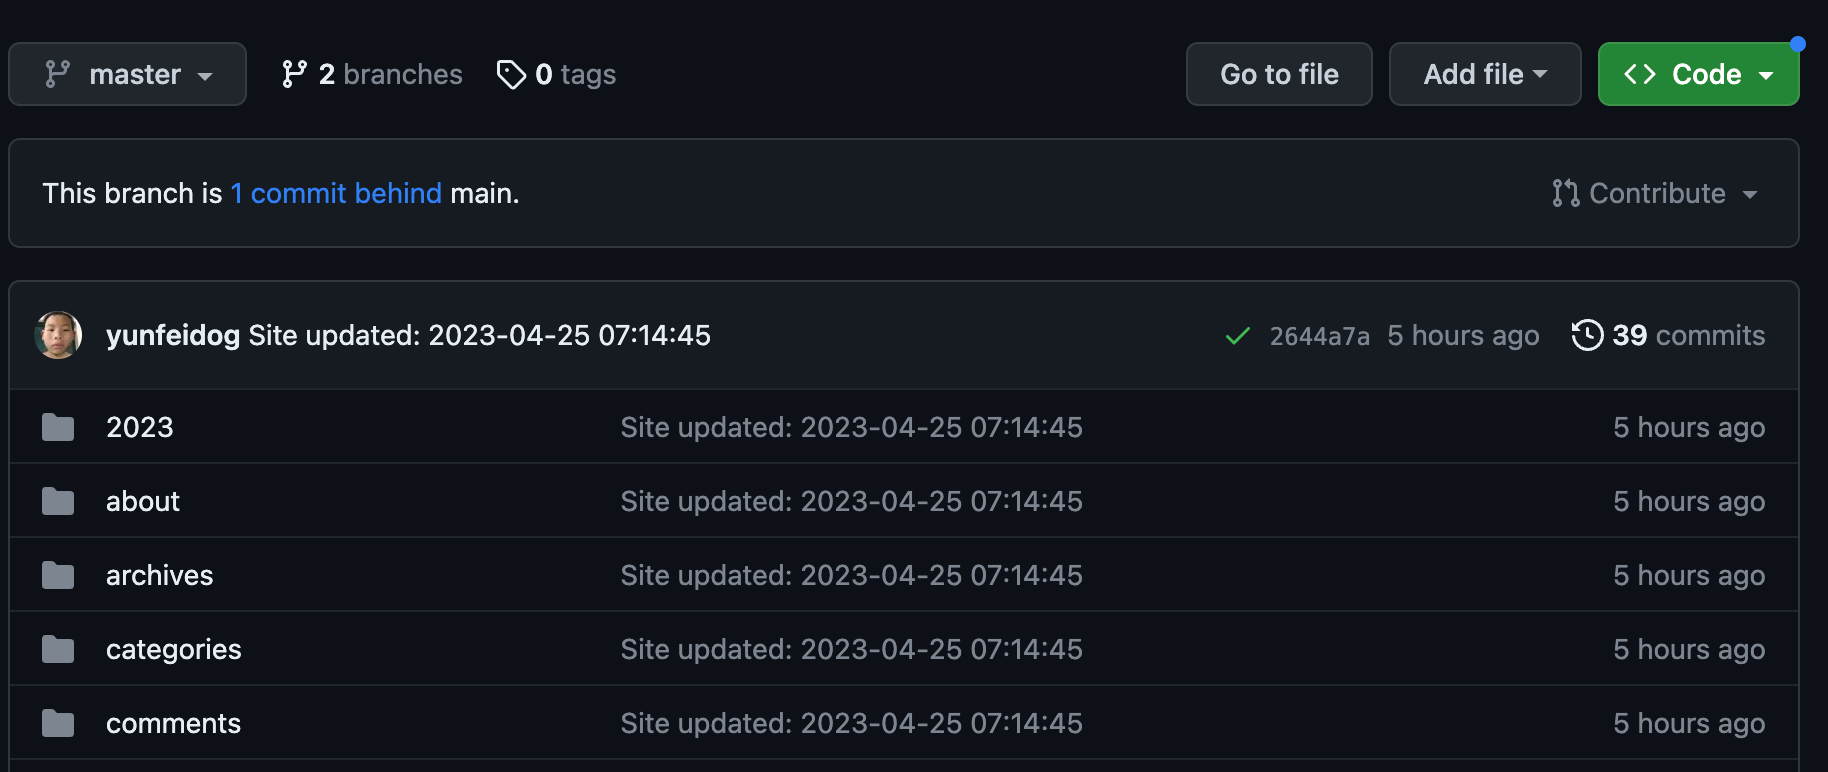 master 2 branches 0 tags Go to file Add file Code
This branch is 1 commit behind main. Contribute
yunfeidog Site updated: 2023-04-25 07:14:45 2644a7a 5 hours ago 39 commits
2023 Site updated: 2023-04-25 07:14:45 5 hours ago
about Site updated: 2023-04-25 07:14:45 5 hours ago
archives Site updated: 2023-04-25 07:14:45 5 hours ago
categories Site updated: 2023-04-25 07:14:45 5 hours ago
comments Site updated: 2023-04-25 07:14:45 5 hours ago